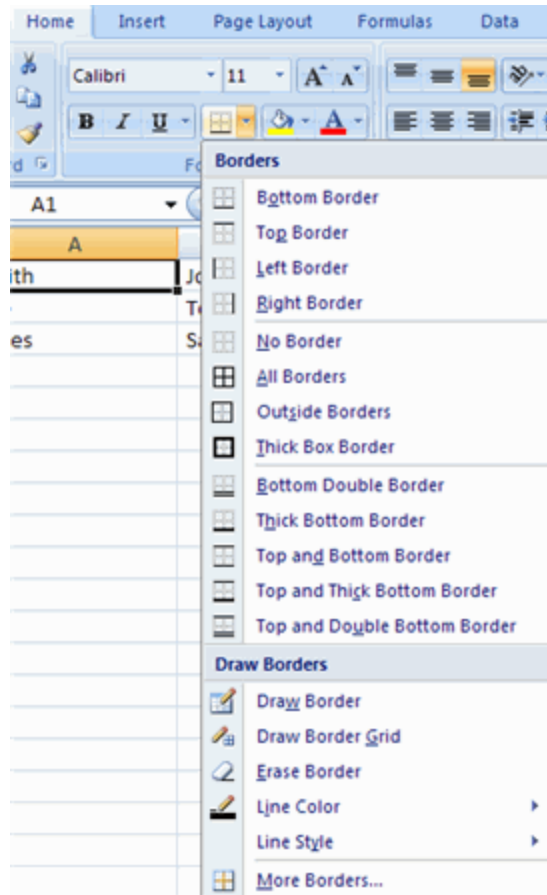 Home Insert Page Layout Formulas Data
Calibri 11 A A
B I U A
d
A1
A
ith
es
Borders
Bottom Border
Top Border
Left Border
Right Border
No Border
All Borders
Outside Borders
Thick Box Border
Bottom Double Border
Thick Bottom Border
Top and Bottom Border
Top and Thick Bottom Border
Top and Double Bottom Border
Draw Borders
Draw Border
Draw Border Grid
Erase Border
Line Color
Line Style
More Borders...